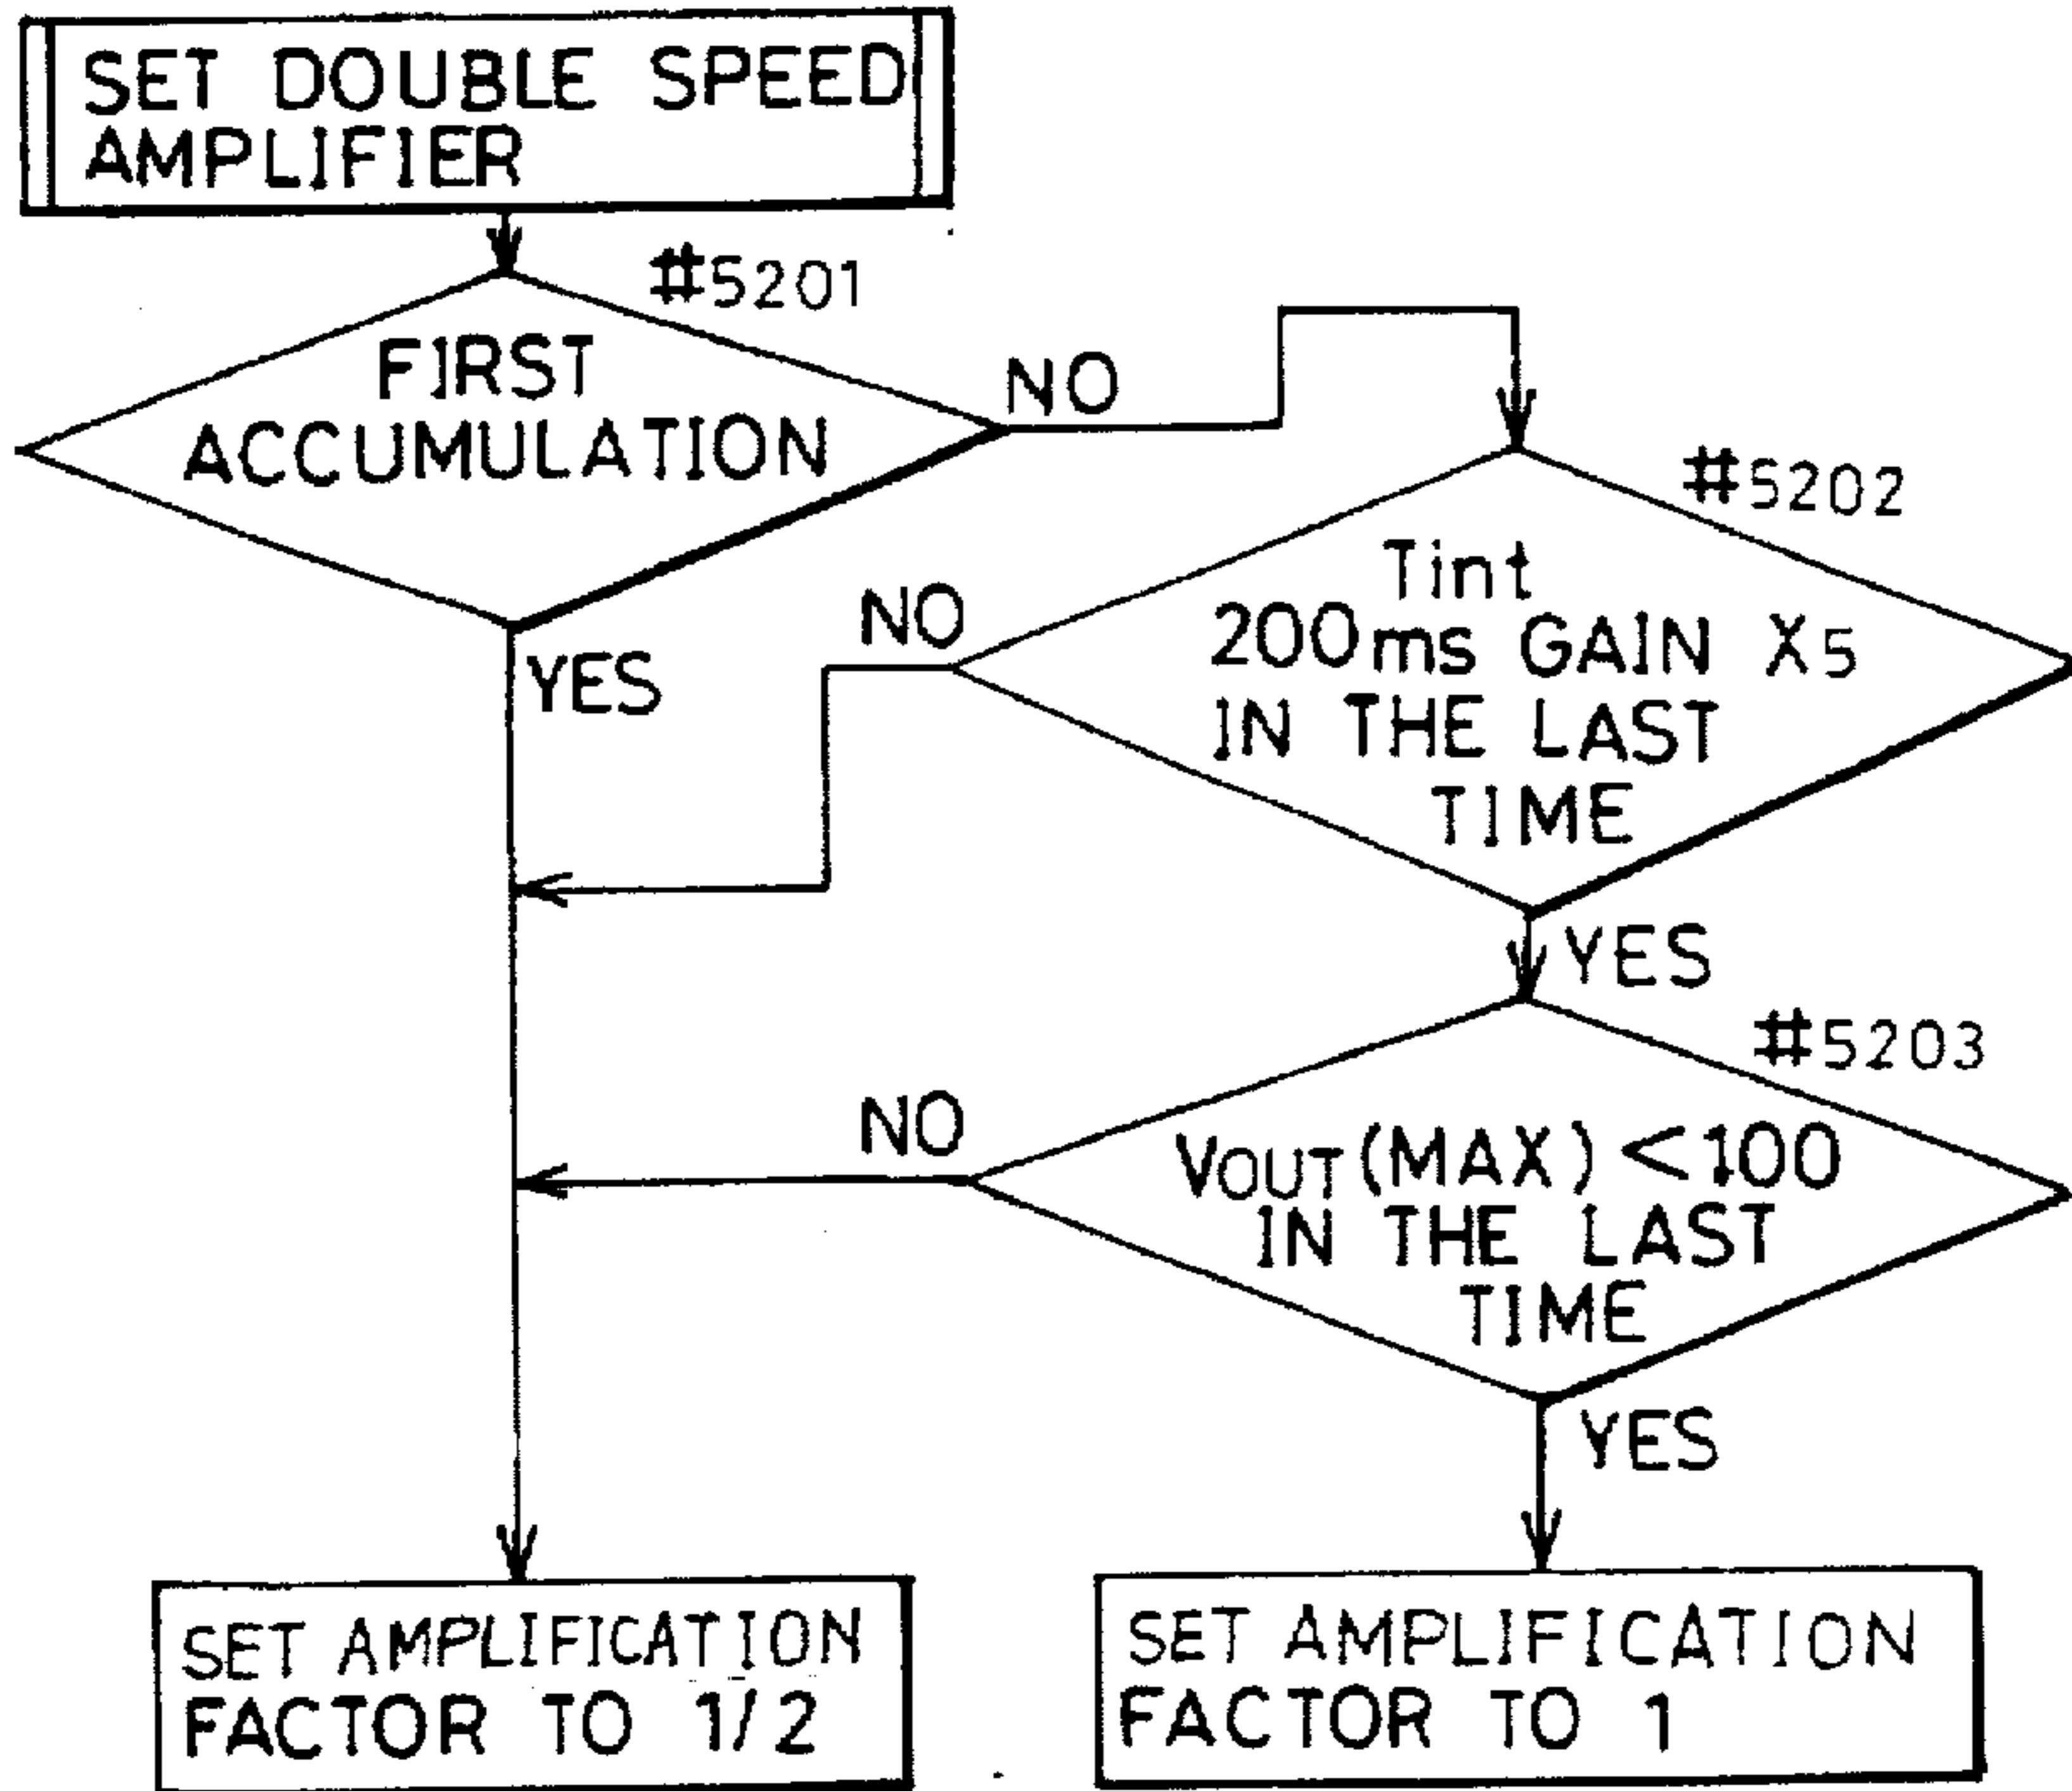 SET DOUBLE SPEED
AMPLIFIER
#5201
FIRST
ACCUMULATION
NO
YES
#5202
Tint
200ms GAIN X5
IN THE LAST
TIME
NO
YES
#5203
VOUT(MAX)<100
IN THE LAST
TIME
NO
YES
SET AMPLIFICATION
FACTOR TO 1/2
SET AMPLIFICATION
FACTOR TO 1